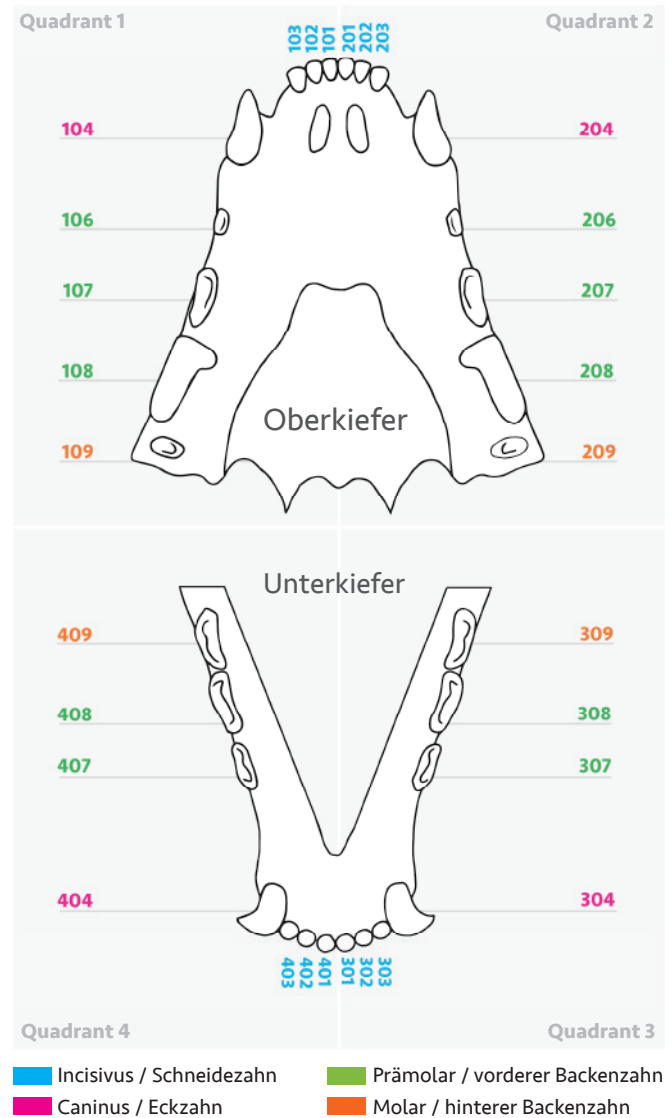 Quadrant 1 Quadrant 2
103 102 101 201 202 203
104 204
106 206
107 207
108 208
Oberkiefer
109 209
Unterkiefer
409 309
408 308
407 307
404 304
403 402 401 301 302 303
Quadrant 4 Quadrant 3
Incisivus / Schneidezahn Prämolar / vorderer Backenzahn
Caninus / Eckzahn Molar / hinterer Backenzahn